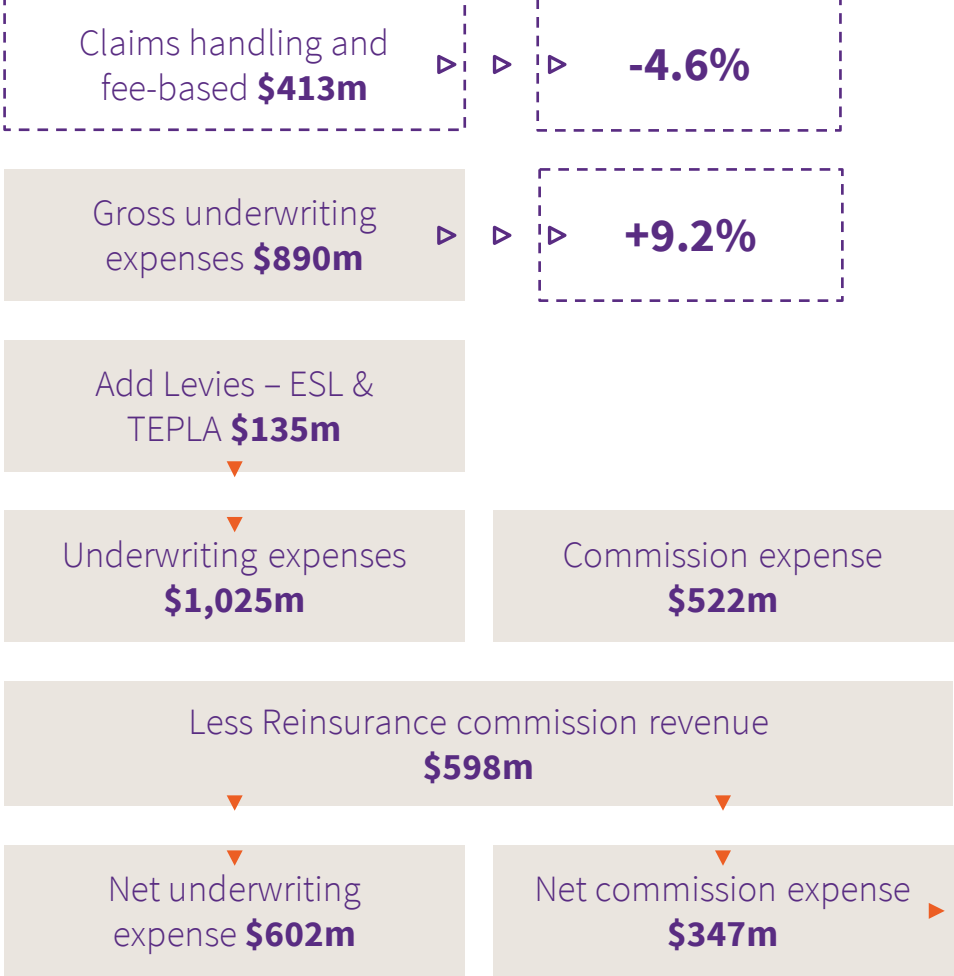 Claims handling and
fee-based $413m
-4.6%
Gross underwriting
expenses $890m
+9.2%
Add Levies – ESL &
TEPLA $135m
Underwriting expenses
$1,025m
Commission expense
$522m
Less Reinsurance commission revenue
$598m
Net underwriting
expense $602m
Net commission expense
$347m